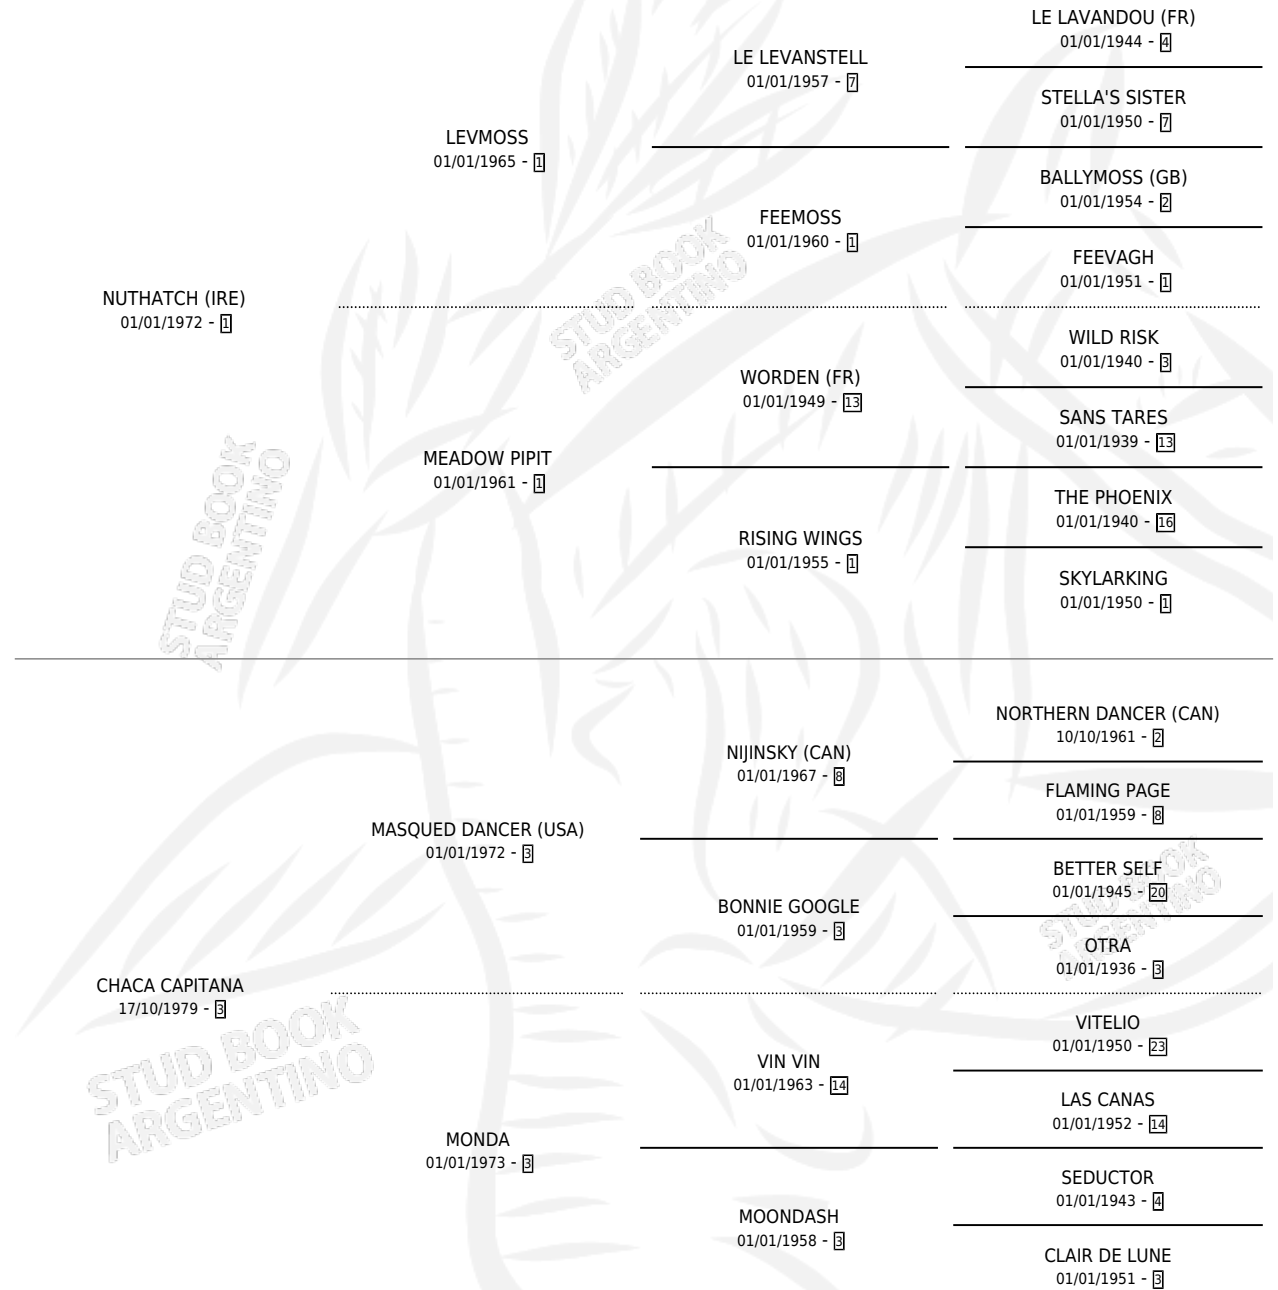 LE LAVANDOU (FR)
01/01/1944 - 4
LE LEVANSTELL
01/01/1957 - 7
STELLA'S SISTER
01/01/1950 - 7
LEVMOSS
01/01/1965 - 1
BALLYMOSS (GB)
01/01/1954 - 2
FEEMOSS
01/01/1960 - 1
FEEVAGH
01/01/1951 - 1
NUTHATCH (IRE)
01/01/1972 - 1
WILD RISK
01/01/1940 - 3
WORDEN (FR)
01/01/1949 - 13
SANS TARES
01/01/1939 - 13
MEADOW PIPIT
01/01/1961 - 1
THE PHOENIX
01/01/1940 - 16
RISING WINGS
01/01/1955 - 1
SKYLARKING
01/01/1950 - 1
STUD BOOK
ARGENTINO
STUD BOOK
ARGENTINO
NORTHERN DANCER (CAN)
10/10/1961 - 2
NIJINSKY (CAN)
01/01/1967 - 8
FLAMING PAGE
01/01/1959 - 8
MASQUED DANCER (USA)
01/01/1972 - 3
BETTER SELF
01/01/1945 - 20
BONNIE GOOGLE
01/01/1959 - 3
OTRA
01/01/1936 - 3
STUD BOOK
ARGENTINO
CHACA CAPITANA
17/10/1979 - 3
VITELIO
01/01/1950 - 23
VIN VIN
01/01/1963 - 14
LAS CANAS
01/01/1952 - 14
STUD BOOK
ARGENTINO
MONDA
01/01/1973 - 3
SEDUCTOR
01/01/1943 - 4
MOONDASH
01/01/1958 - 3
CLAIR DE LUNE
01/01/1951 - 3